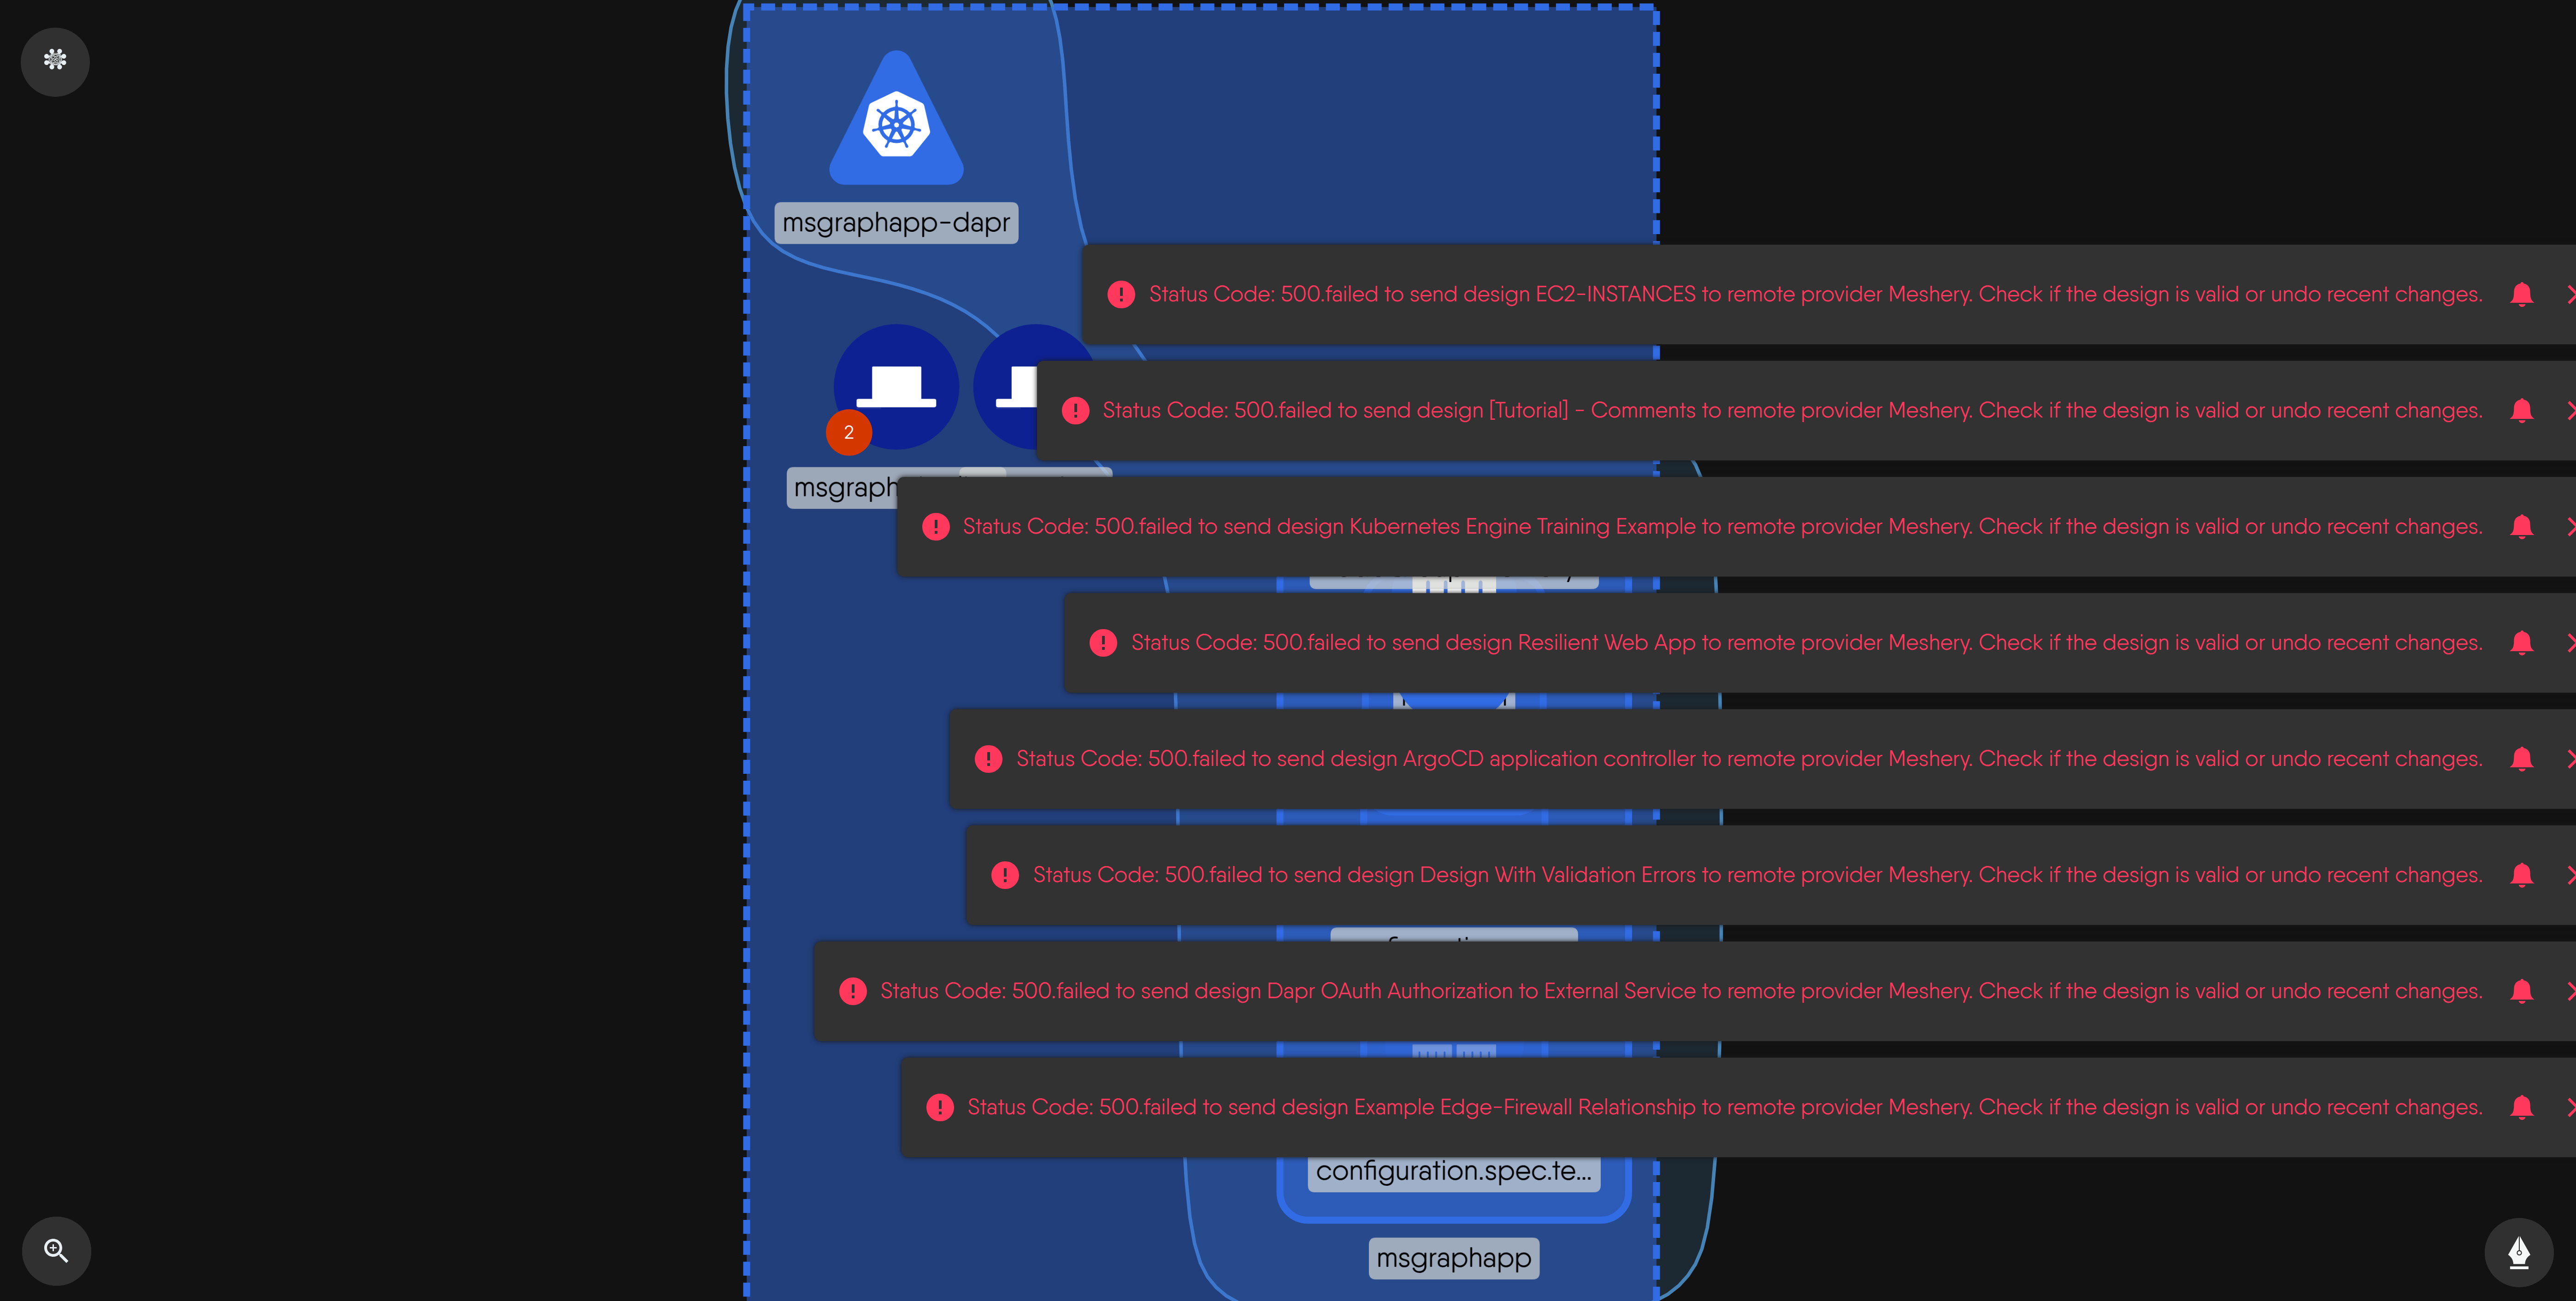 msgraphapp-dapr
Status Code: 500.failed to send design EC2-INSTANCES to remote provider Meshery. Check if the design is valid or undo recent changes.
Status Code: 500.failed to send design [Tutorial] - Comments to remote provider Meshery. Check if the design is valid or undo recent changes.
2
msgraph
Status Code: 500.failed to send design Kubernetes Engine Training Example to remote provider Meshery. Check if the design is valid or undo recent changes.
Status Code: 500.failed to send design Resilient Web App to remote provider Meshery. Check if the design is valid or undo recent changes.
Status Code: 500.failed to send design ArgoCD application controller to remote provider Meshery. Check if the design is valid or undo recent changes.
Status Code: 500.failed to send design Design With Validation Errors to remote provider Meshery. Check if the design is valid or undo recent changes.
Status Code: 500.failed to send design Dapr OAuth Authorization to External Service to remote provider Meshery. Check if the design is valid or undo recent changes.
Status Code: 500.failed to send design Example Edge-Firewall Relationship to remote provider Meshery. Check if the design is valid or undo recent changes.
configuration.spec.te...
msgraphapp